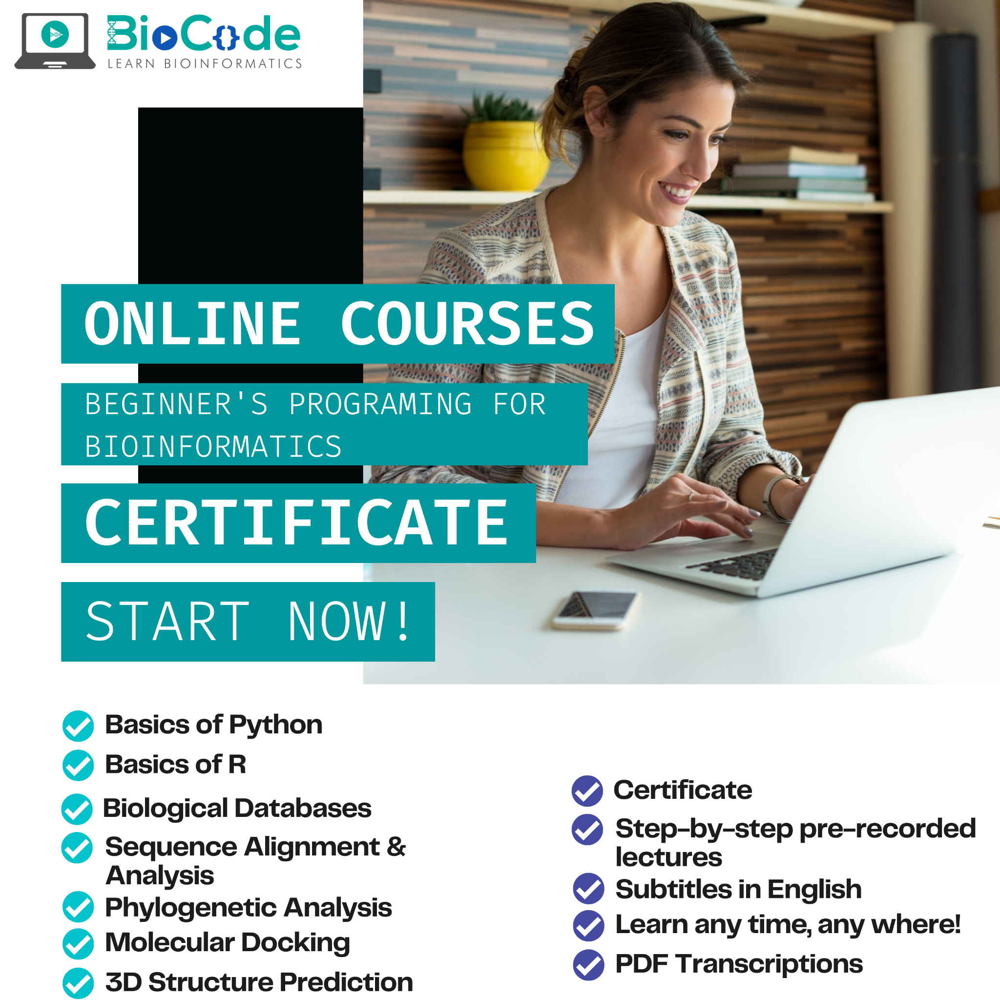 BioCode
LEARN BIOINFORMATICS
ONLINE COURSES
BEGINNER'S PROGRAMING FOR
BIOINFORMATICS
CERTIFICATE
START NOW!
Basics of Python
Basics of R
Biological Databases
Sequence Alignment &
Analysis
Phylogenetic Analysis
Molecular Docking
3D Structure Prediction
Certificate
Step-by-step pre-recorded
lectures
Subtitles in English
Learn any time, any where!
PDF Transcriptions